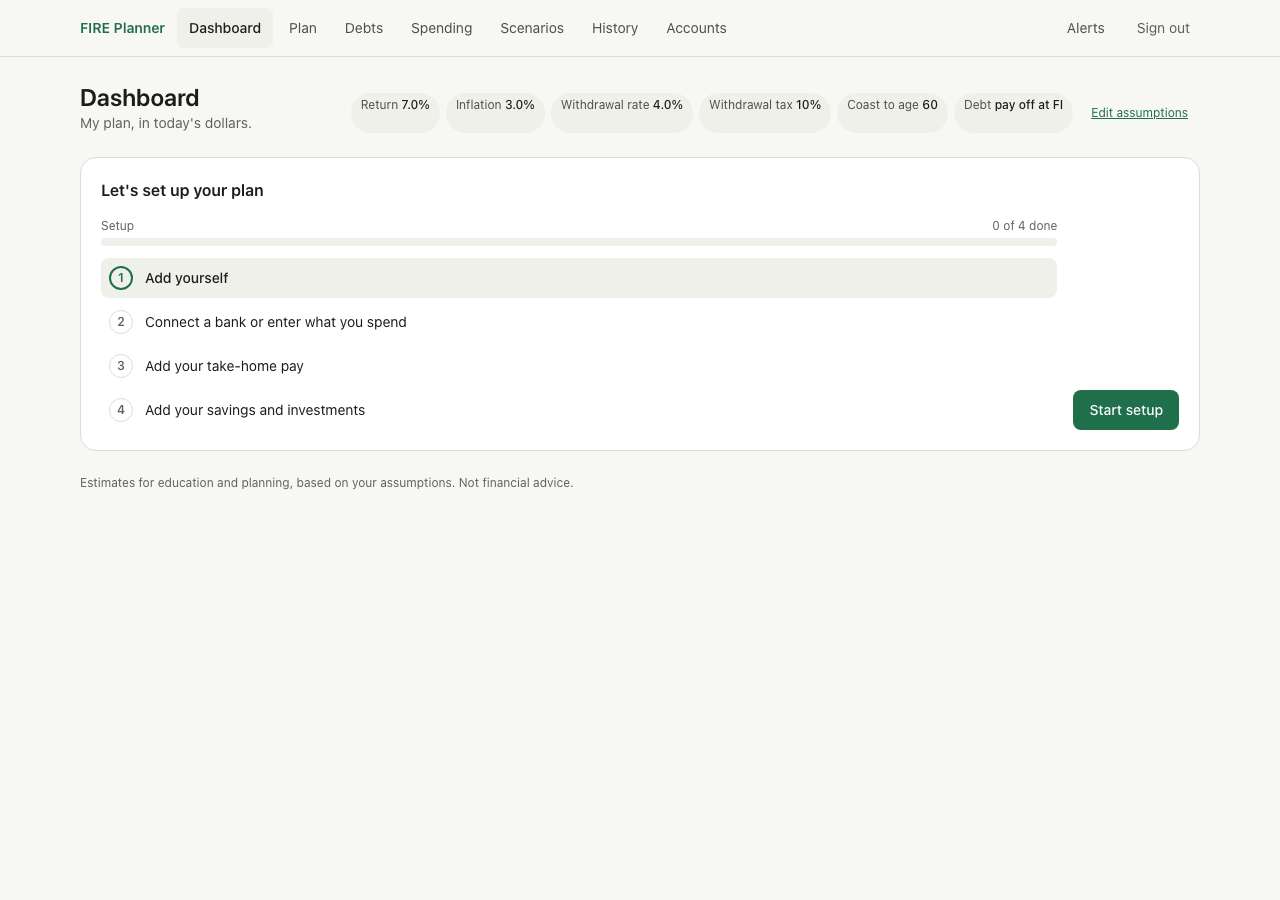 FIRE Planner Dashboard Plan Debts Spending Scenarios History Accounts Alerts Sign out
Dashboard
My plan, in today's dollars.
Return 7.0% Inflation 3.0% Withdrawal rate 4.0% Withdrawal tax 10% Coast to age 60 Debt pay off at FI Edit assumptions
Let's set up your plan
Setup 0 of 4 done
1 Add yourself
2 Connect a bank or enter what you spend
3 Add your take-home pay
4 Add your savings and investments
Start setup
Estimates for education and planning, based on your assumptions. Not financial advice.